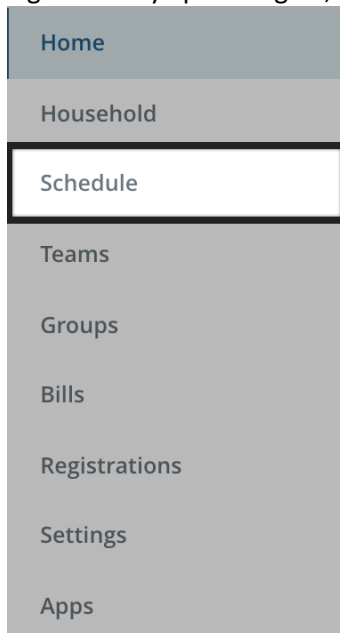 Home
Household
Schedule
Teams
Groups
Bills
Registrations
Settings
Apps